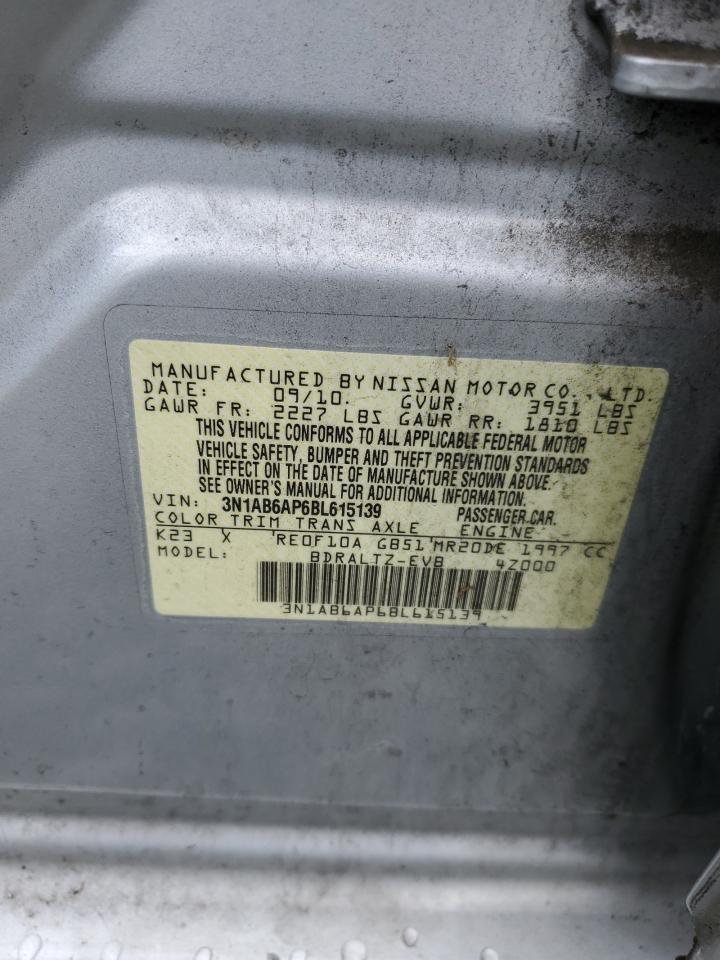 MANUFACTURED BY NISSAN MOTOR CO., LTD.
DATE: 09/10. GVWR: 3951 LBS
GAWR FR: 2227 LBS GAWR RR: 1810 LBS
THIS VEHICLE CONFORMS TO ALL APPLICABLE FEDERAL MOTOR
VEHICLE SAFETY, BUMPER AND THEFT PREVENTION STANDARDS
IN EFFECT ON THE DATE OF MANUFACTURE SHOWN ABOVE.
SEE OWNER'S MANUAL FOR ADDITIONAL INFORMATION.
VIN: 3N1AB6AP6BL615139 PASSENGER CAR.
COLOR TRIM TRANS AXLE ENGINE
K23 X RE0F10A GB51 MR20DE 1997 CC
MODEL: BDRALTZ-EVB 4Z000
3N1AB6AP6BL615139